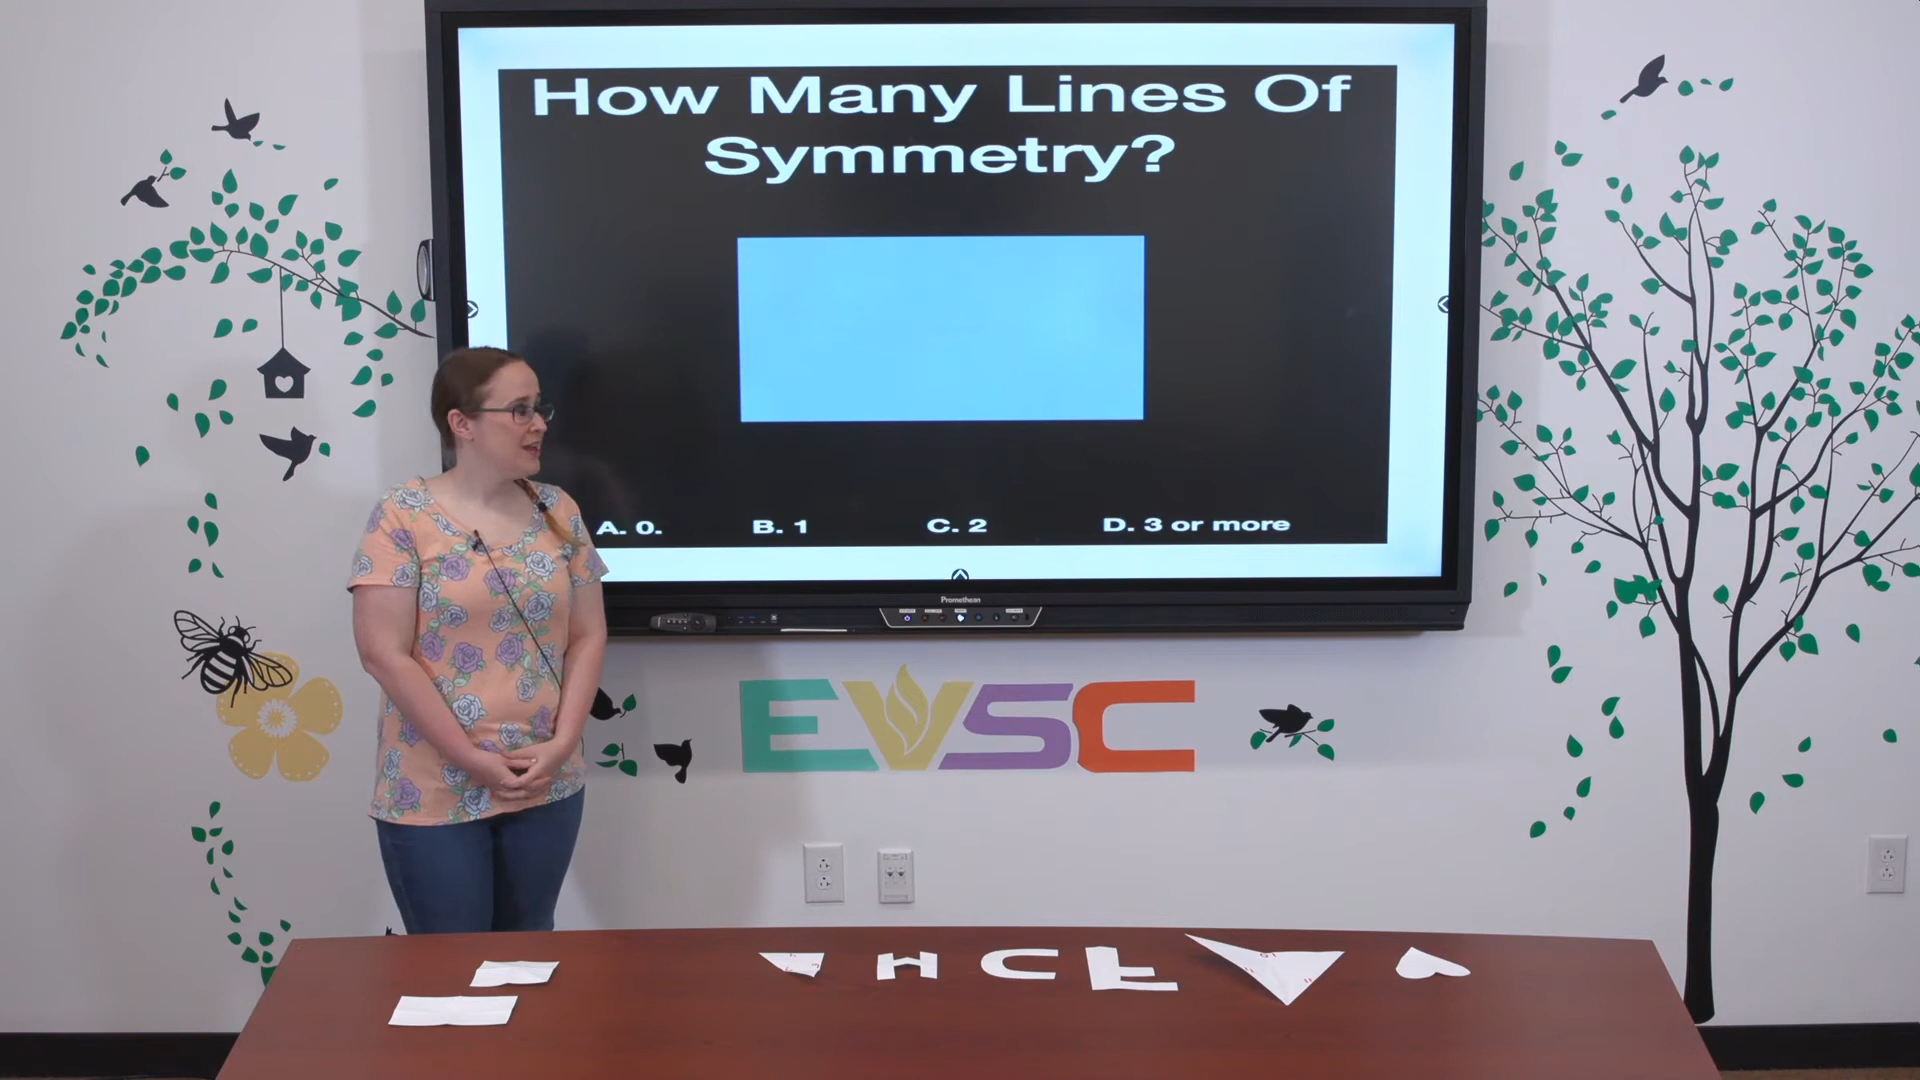 How Many Lines Of
Symmetry?
A. 0.
B. 1
C. 2
D. 3 or more
Promethean
EVSC
H
C
F